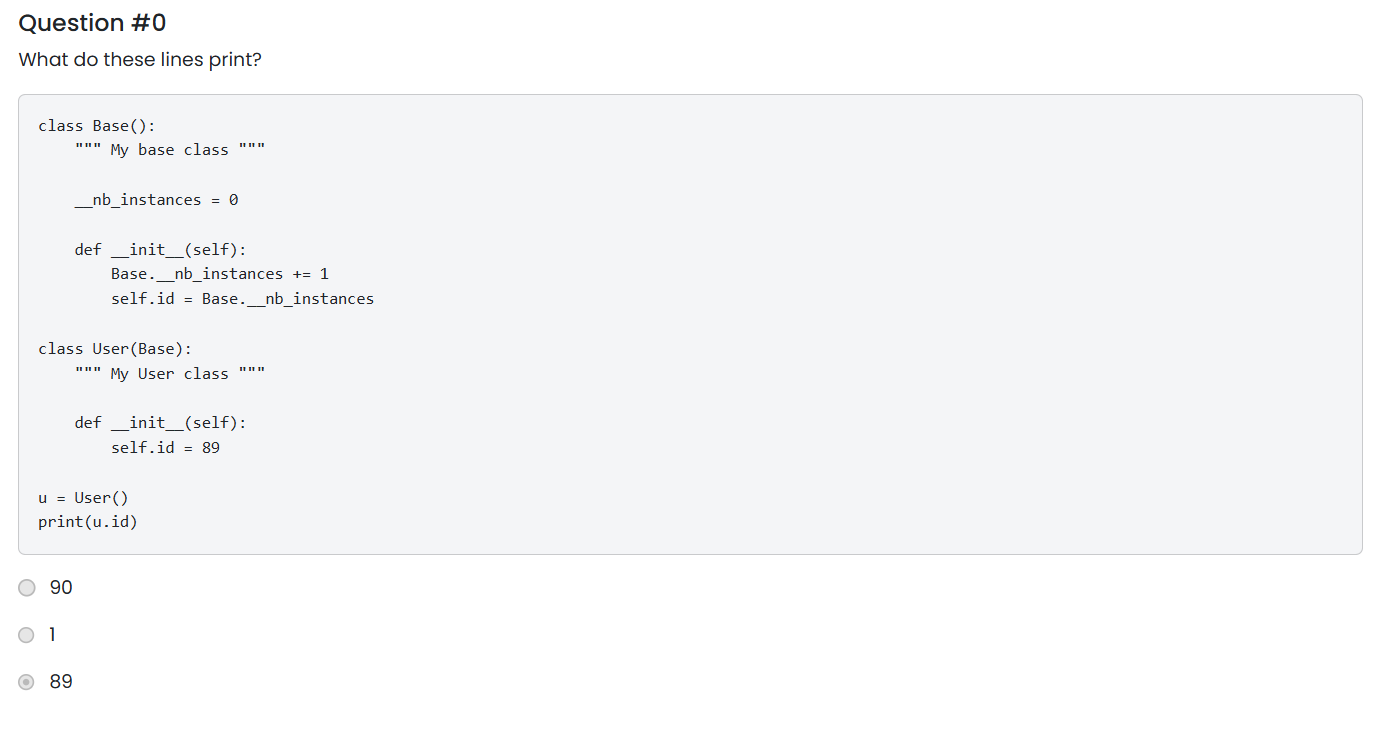 Question #0
What do these lines print?
class Base():
    """ My base class """
    __nb_instances = 0
    def __init__(self):
        Base.__nb_instances += 1
        self.id = Base.__nb_instances
class User(Base):
    """ My User class """
    def __init__(self):
        self.id = 89
u = User()
print(u.id)
90
1
89